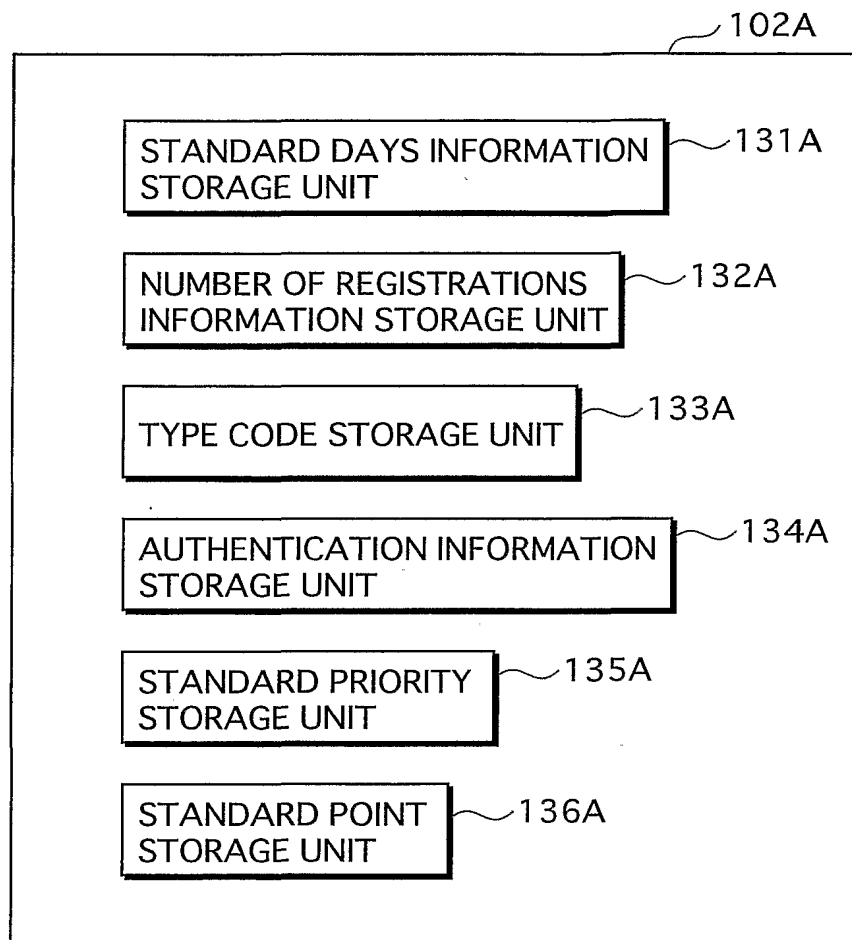 102A
STANDARD DAYS INFORMATION
STORAGE UNIT
131A
NUMBER OF REGISTRATIONS
INFORMATION STORAGE UNIT
132A
TYPE CODE STORAGE UNIT
133A
AUTHENTICATION INFORMATION
STORAGE UNIT
134A
STANDARD PRIORITY
STORAGE UNIT
135A
STANDARD POINT
STORAGE UNIT
136A